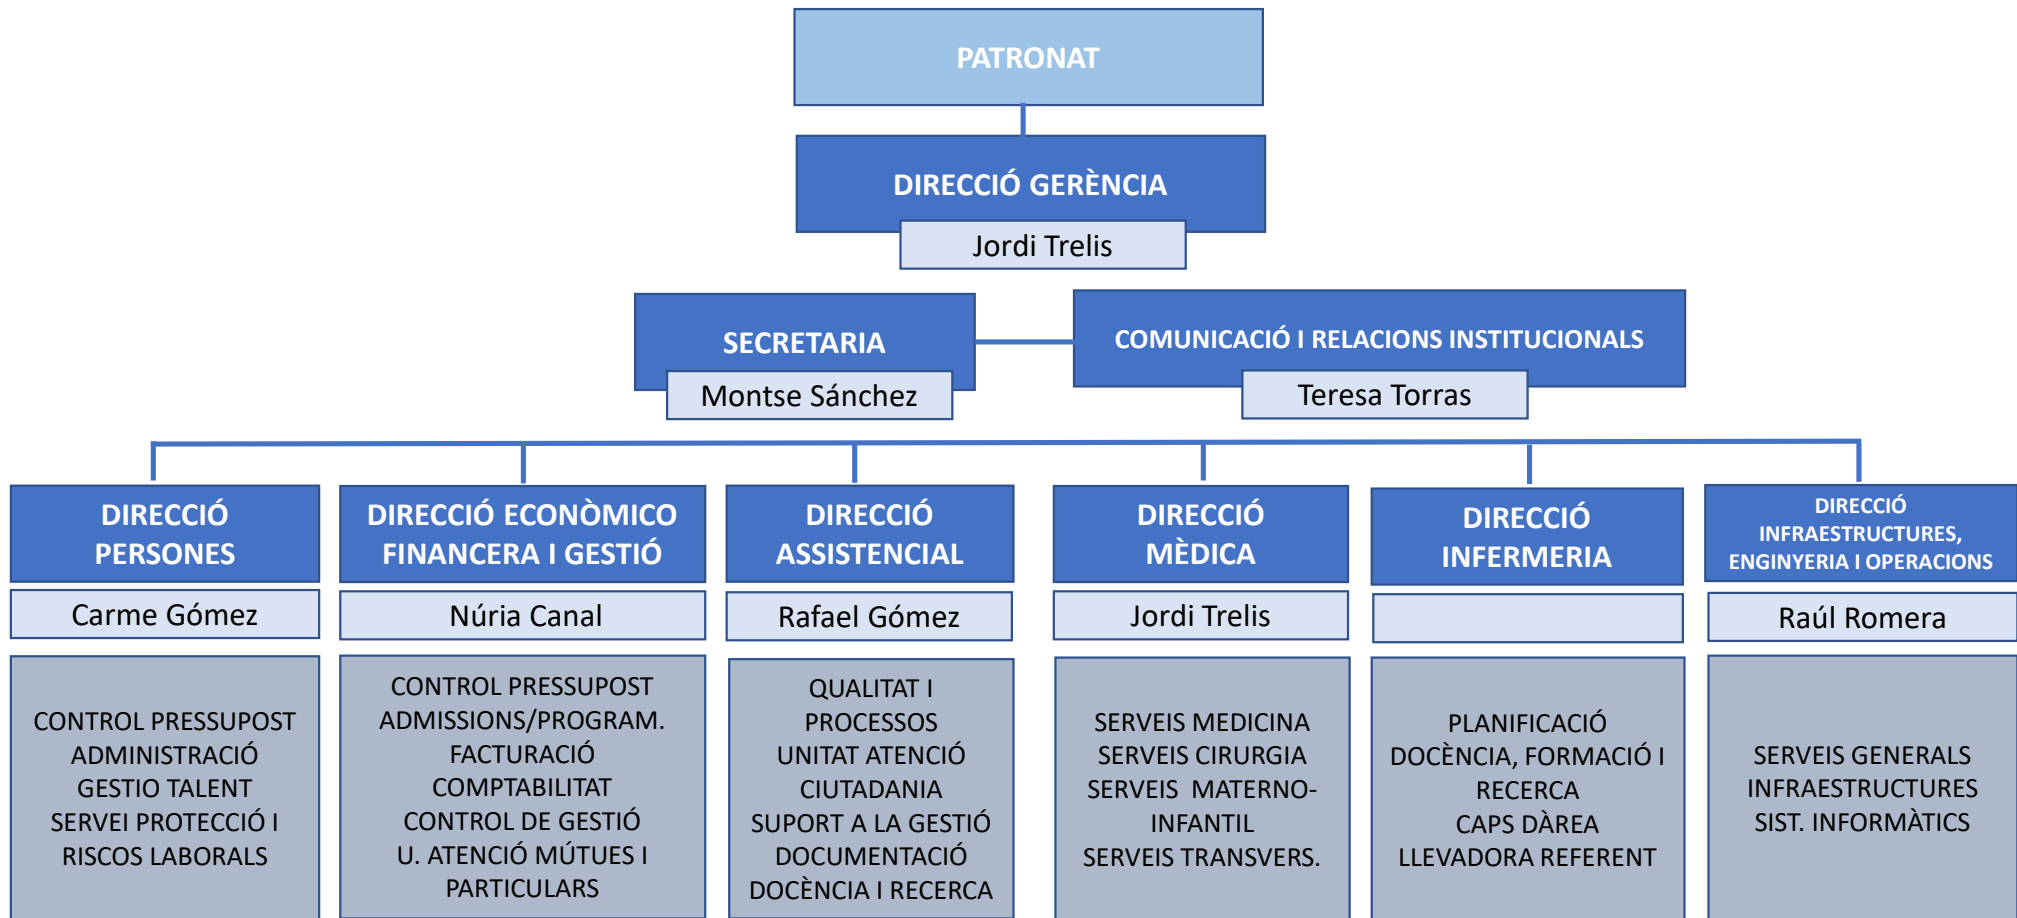 PATRONAT
DIRECCIÓ GERÈNCIA
Jordi Trelis
SECRETARIA
Montse Sánchez
COMUNICACIÓ I RELACIONS INSTITUCIONALS
Teresa Torras
DIRECCIÓ
PERSONES
Carme Gómez
CONTROL PRESSUPOST
ADMINISTRACIÓ
GESTIO TALENT
SERVEI PROTECCIÓ I
RISCOS LABORALS
DIRECCIÓ ECONÒMICO
FINANCERA I GESTIÓ
Núria Canal
CONTROL PRESSUPOST
ADMISSIONS/PROGRAM.
FACTURACIÓ
COMPTABILITAT
CONTROL DE GESTIÓ
U. ATENCIÓ MÚTUES I
PARTICULARS
DIRECCIÓ
ASSISTENCIAL
Rafael Gómez
QUALITAT I
PROCESSOS
UNITAT ATENCIÓ
CIUTADANIA
SUPORT A LA GESTIÓ
DOCUMENTACIÓ
DOCÈNCIA I RECERCA
DIRECCIÓ
MÈDICA
Jordi Trelis
SERVEIS MEDICINA
SERVEIS CIRURGIA
SERVEIS MATERNO-
INFANTIL
SERVEIS TRANSVERS.
DIRECCIÓ
INFERMERIA
PLANIFICACIÓ
DOCÈNCIA, FORMACIÓ I
RECERCA
CAPS DÀREA
LLEVADORA REFERENT
DIRECCIÓ
INFRAESTRUCTURES,
ENGINYERIA I OPERACIONS
Raúl Romera
SERVEIS GENERALS
INFRAESTRUCTURES
SIST. INFORMÀTICS